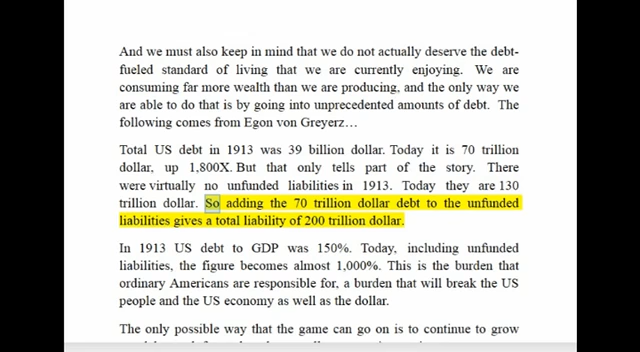 And we must also keep in mind that we do not actually deserve the debt-
fueled standard of living that we are currently enjoying. We are
consuming far more wealth than we are producing, and the only way we
are able to do that is by going into unprecedented amounts of debt. The
following comes from Egon von Greyerz…
Total US debt in 1913 was 39 billion dollar. Today it is 70 trillion
dollar, up 1,800X. But that only tells part of the story. There
were virtually no unfunded liabilities in 1913. Today they are 130
trillion dollar. So adding the 70 trillion dollar debt to the unfunded
liabilities gives a total liability of 200 trillion dollar.
In 1913 US debt to GDP was 150%. Today, including unfunded
liabilities, the figure becomes almost 1,000%. This is the burden that
ordinary Americans are responsible for, a burden that will break the US
people and the US economy as well as the dollar.
The only possible way that the game can go on is to continue to grow